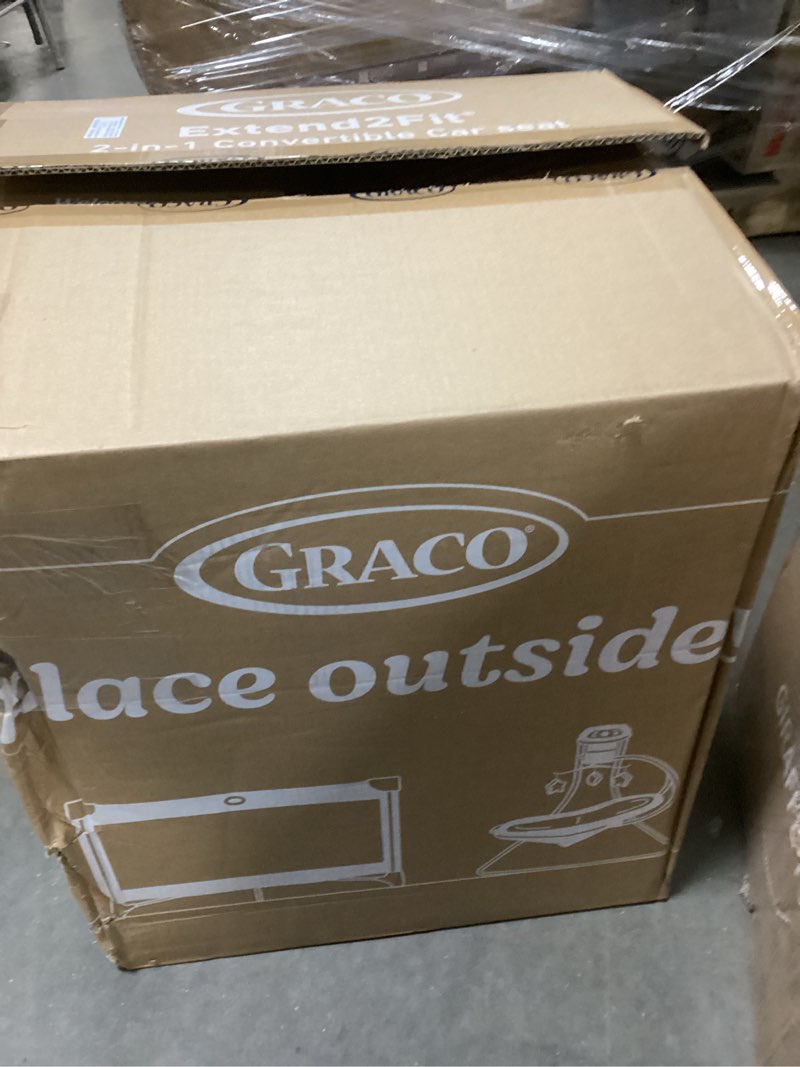 GRACO
Extend2Fit®
2-in-1 Convertible Car seat
GRACO®
place outside!